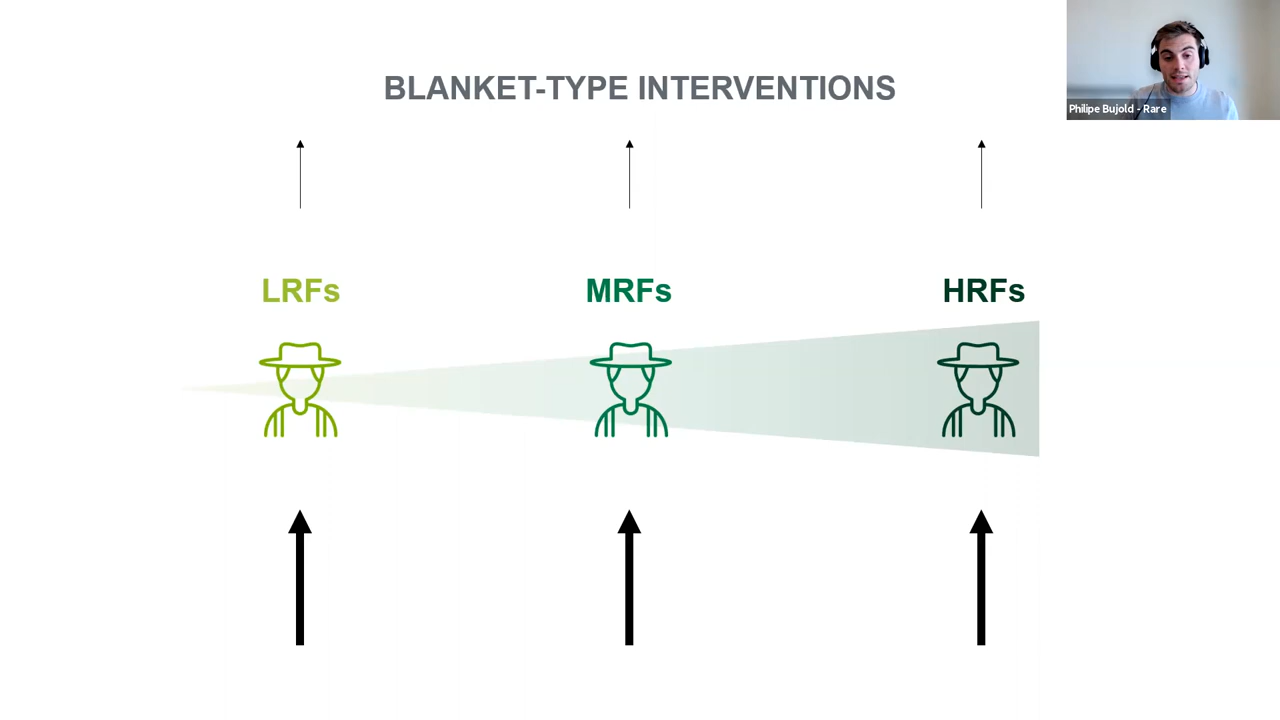 BLANKET-TYPE INTERVENTIONS
Philipe Bujold - Rare
LRFs
MRFs
HRFs